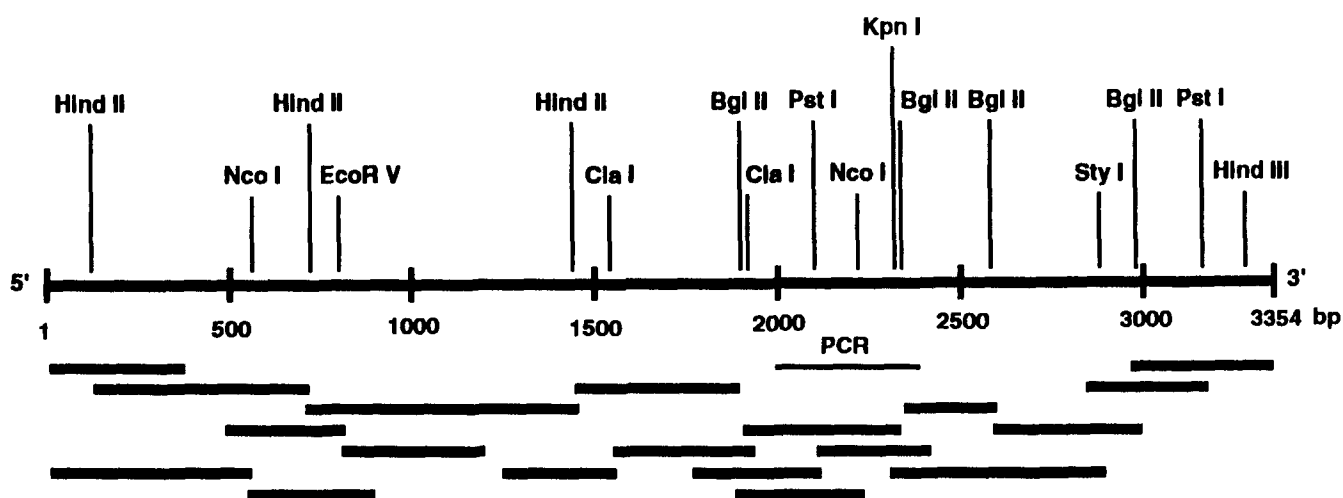 Kpn I
Hind II Hind II Hind II Bgl II Pst I Bgl II Bgl II Bgl II Pst I
Nco I EcoR V Cla I Cla I Nco I Sty I Hind III
5' 3'
1 500 1000 1500 2000 2500 3000 3354 bp
PCR